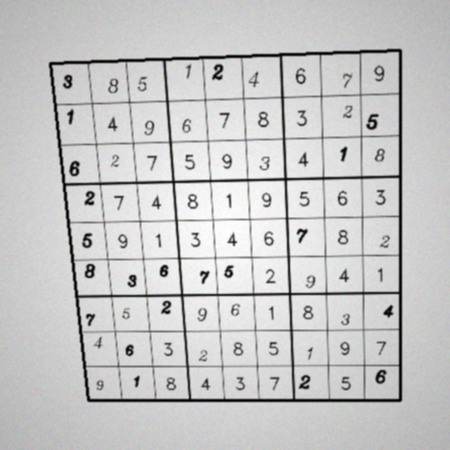 3 8 5 1 2 4 6 7 9
1 4 9 6 7 8 3 2 5
6 2 7 5 9 3 4 1 8
2 7 4 8 1 9 5 6 3
5 9 1 3 4 6 7 8 2
8 3 6 7 5 2 9 4 1
7 5 2 9 6 1 8 3 4
4 6 3 2 8 5 1 9 7
9 1 8 4 3 7 2 5 6